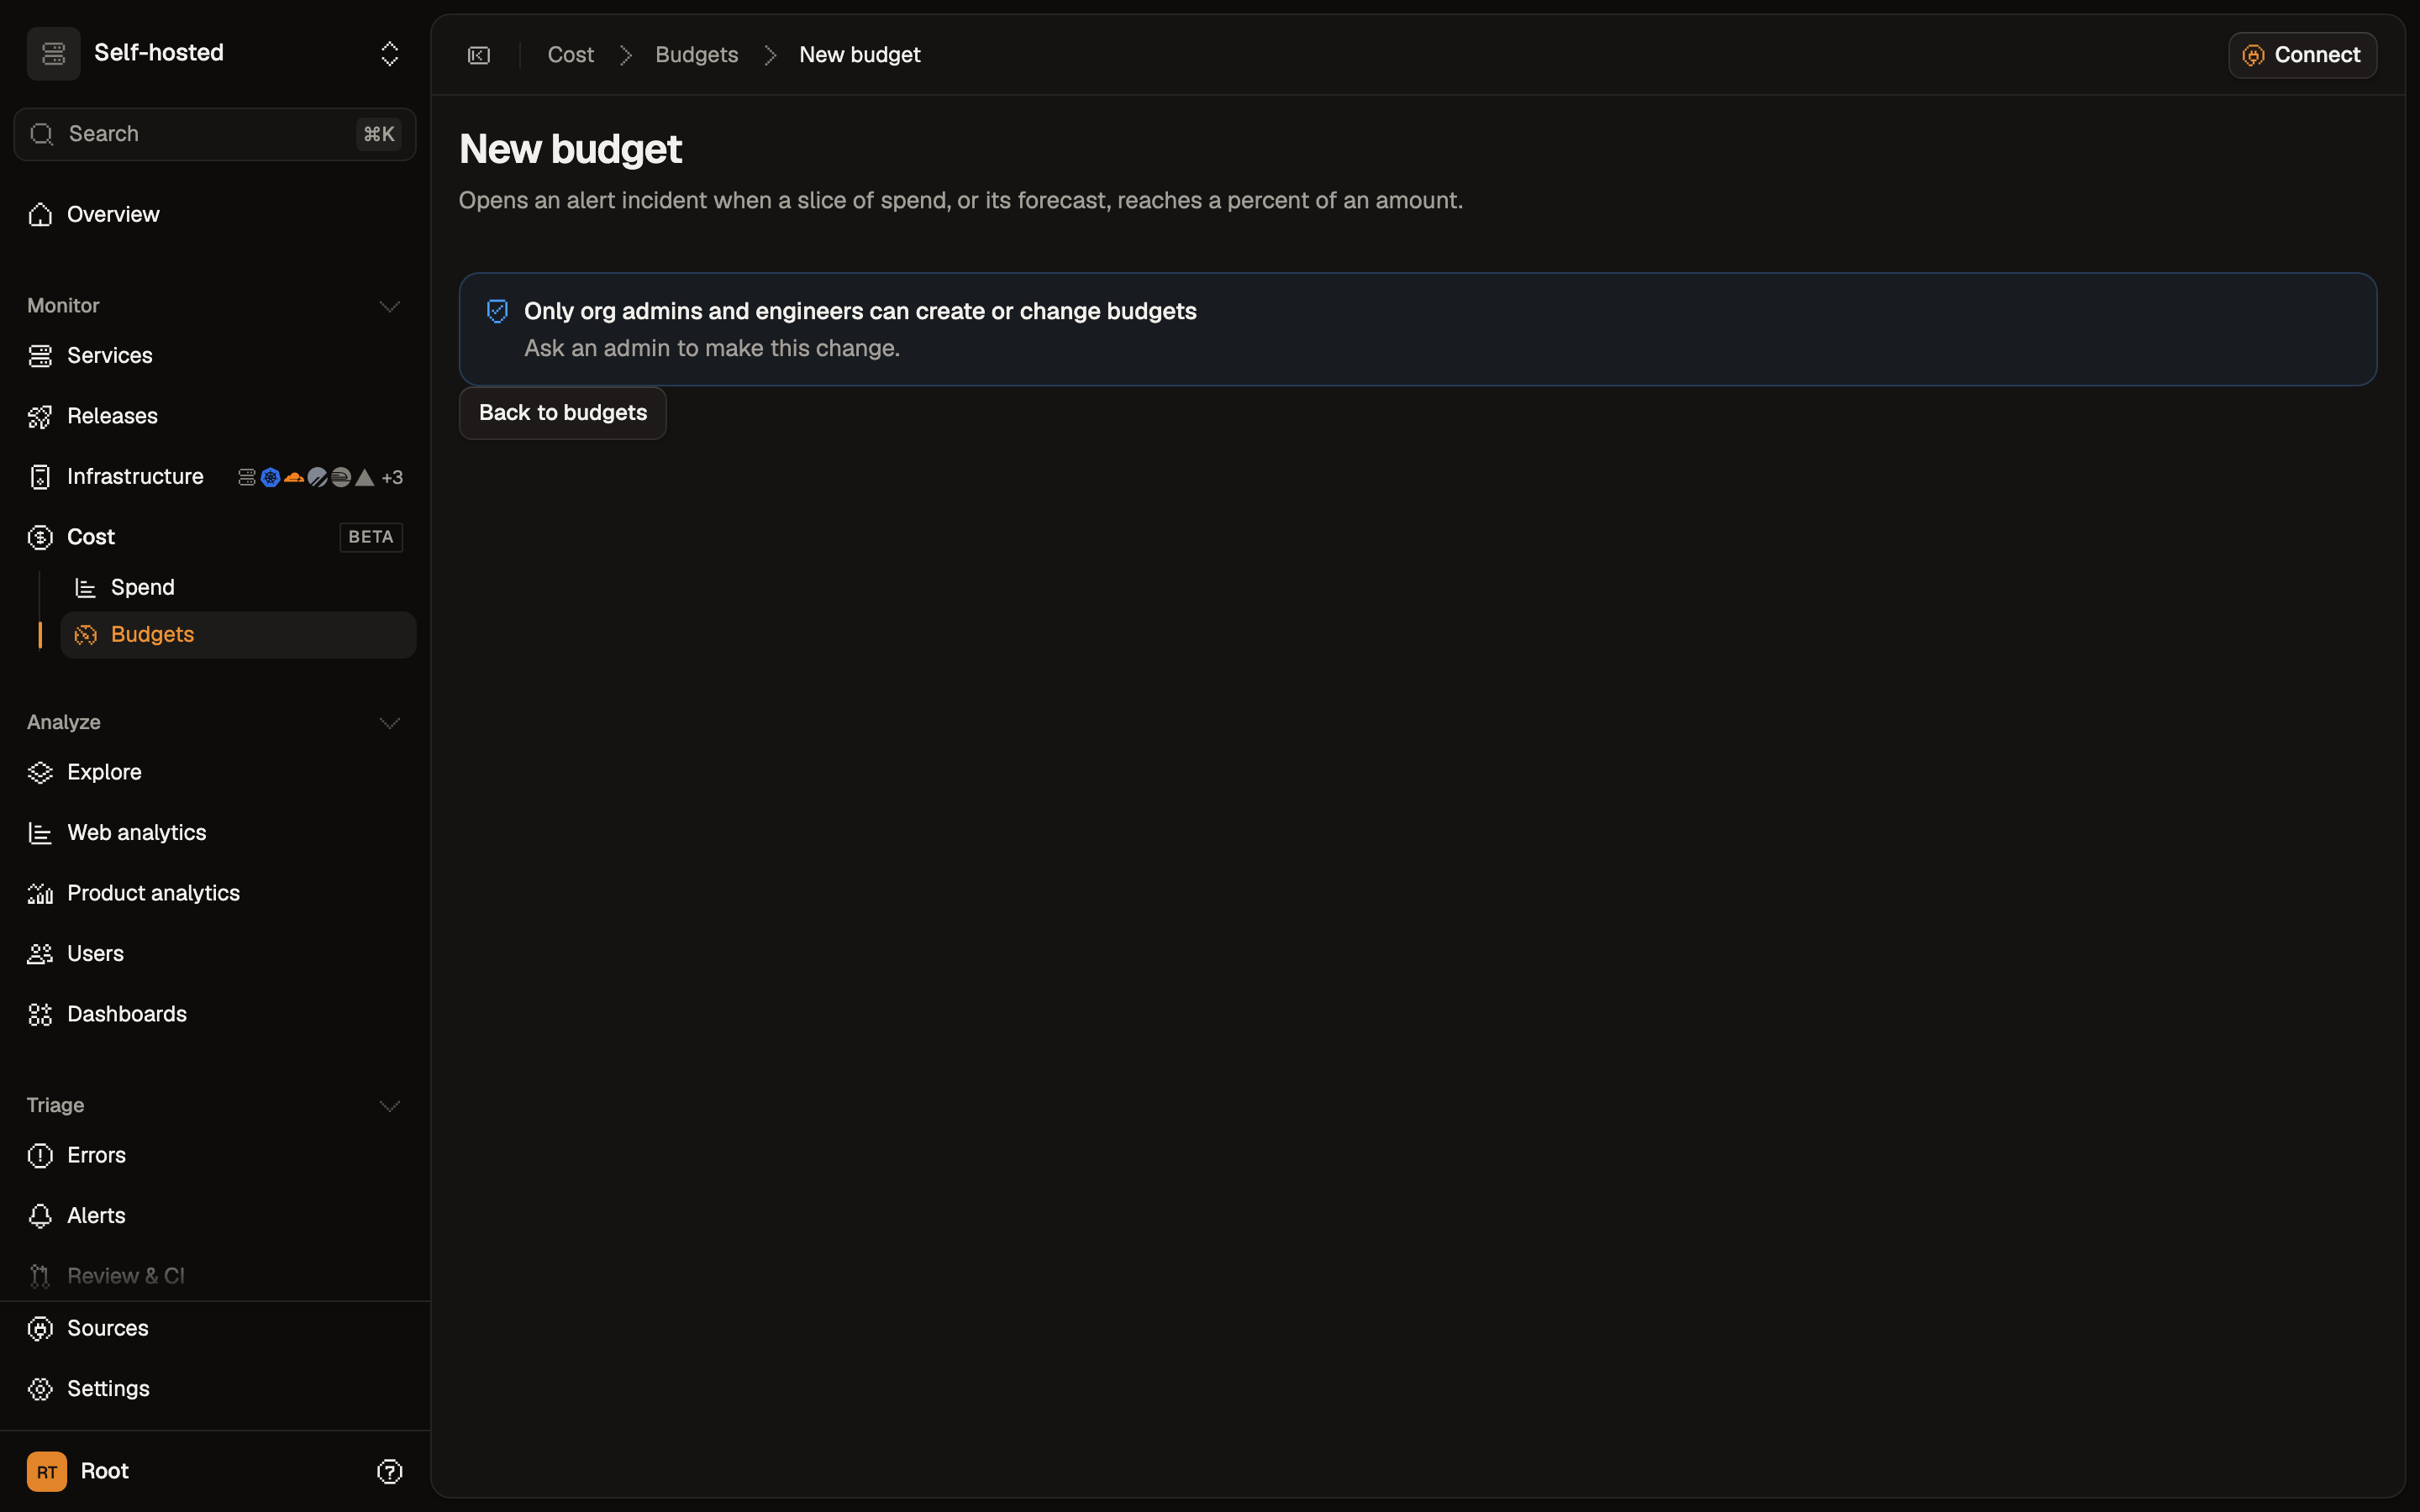 Self-hosted
Search ⌘K
Overview
Monitor
Services
Releases
Infrastructure +3
Cost BETA
Spend
Budgets
Analyze
Explore
Web analytics
Product analytics
Users
Dashboards
Triage
Errors
Alerts
Review & CI
Sources
Settings
RT Root
Cost Budgets New budget
Connect
New budget
Opens an alert incident when a slice of spend, or its forecast, reaches a percent of an amount.
Only org admins and engineers can create or change budgets
Ask an admin to make this change.
Back to budgets